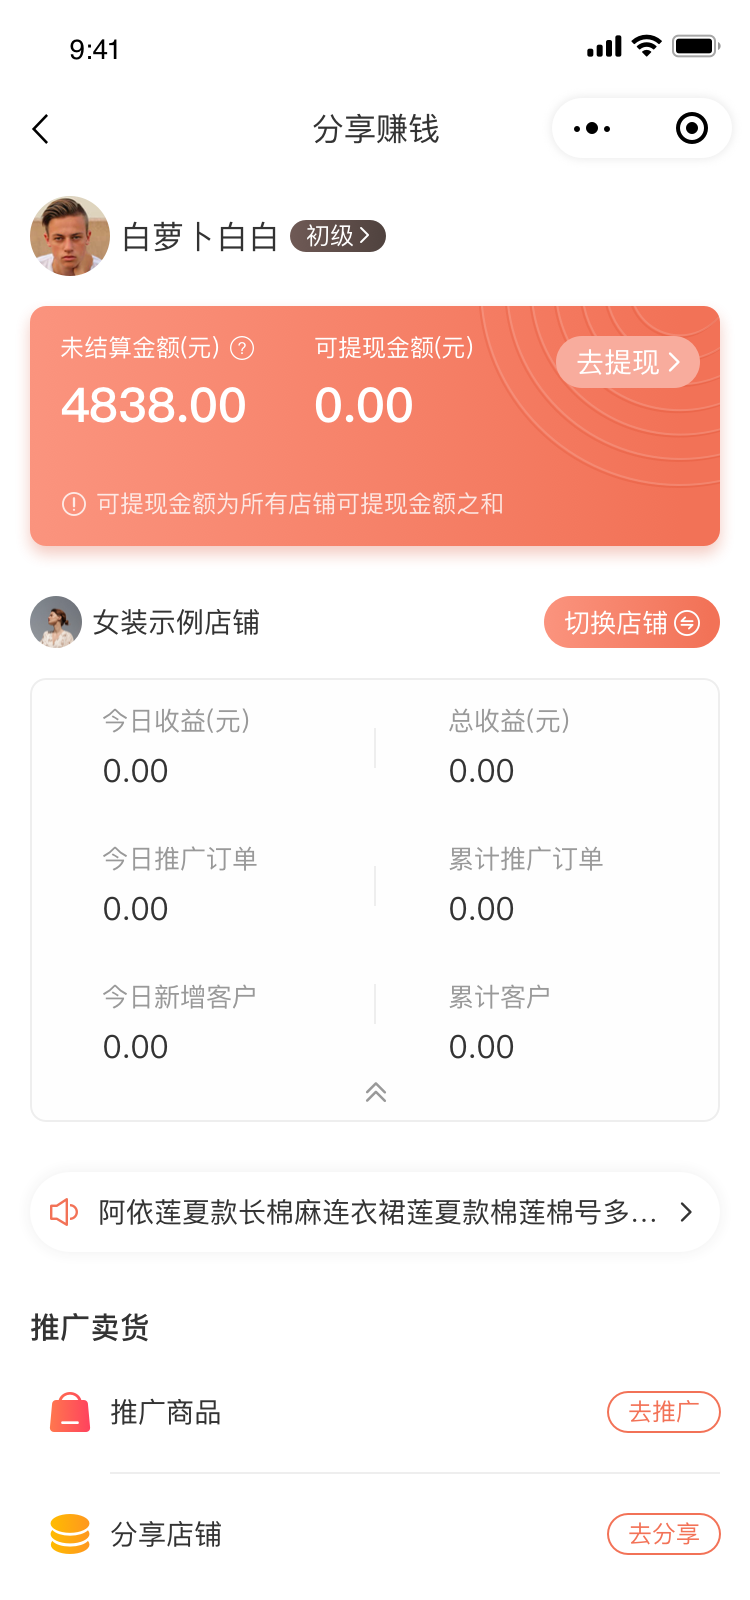 9:41
分享赚钱
白萝卜白白 初级
未结算金额(元) 可提现金额(元) 去提现
4838.00 0.00
可提现金额为所有店铺可提现金额之和
女装示例店铺 切换店铺
今日收益(元) 总收益(元)
0.00 0.00
今日推广订单 累计推广订单
0.00 0.00
今日新增客户 累计客户
0.00 0.00
阿依莲夏款长棉麻连衣裙莲夏款棉莲棉号多...
推广卖货
推广商品 去推广
分享店铺 去分享